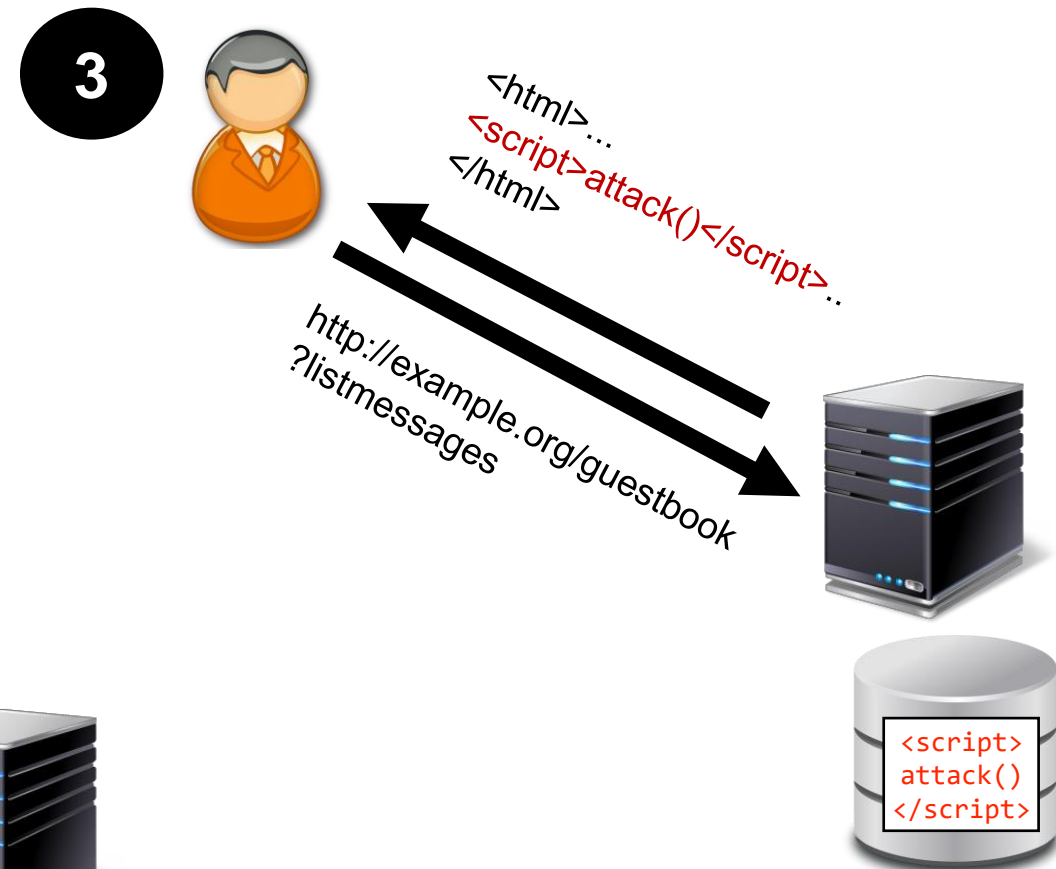 3
<html>...
<script>attack()</script>..
</html>
http://example.org/guestbook
?listmessages
<script>
attack()
</script>